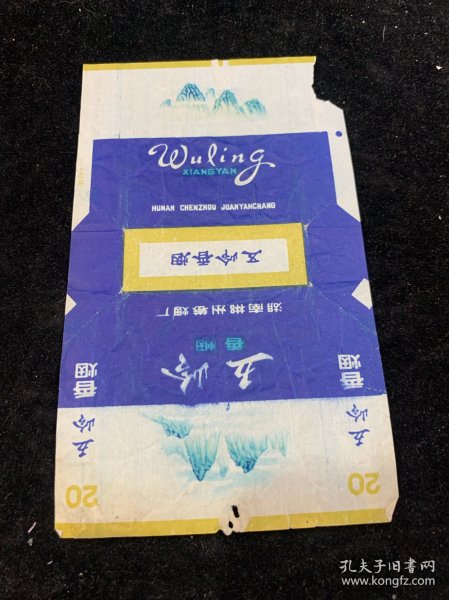 Wuling
XIANGYAN
HUNAN CHENZHOU JUANYANCHANG
五岭香烟
湖南郴州卷烟厂
香烟
五岭
五岭
香烟
五岭
香烟
20
20
孔夫子旧书网
www.kongfz.com